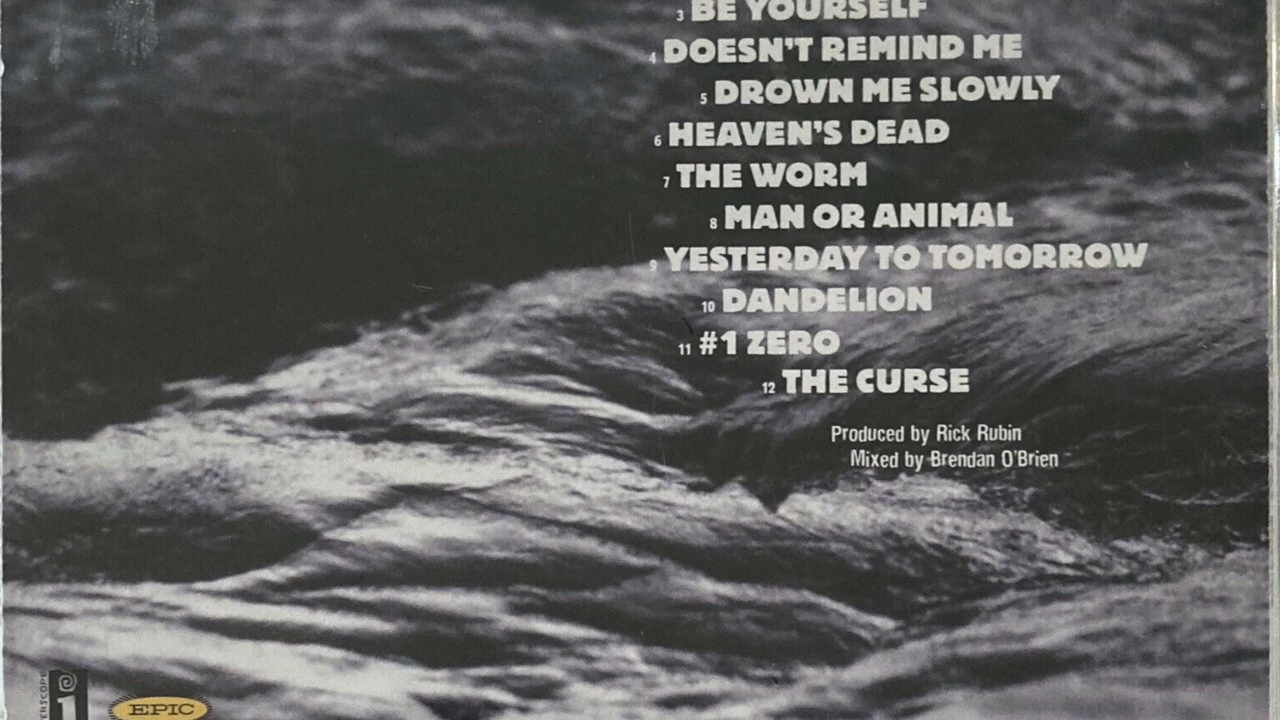 3 BE YOURSELF
4 DOESN'T REMIND ME
5 DROWN ME SLOWLY
6 HEAVEN'S DEAD
7 THE WORM
8 MAN OR ANIMAL
9 YESTERDAY TO TOMORROW
10 DANDELION
11 #1 ZERO
12 THE CURSE
Produced by Rick Rubin
Mixed by Brendan O'Brien
ERSCOPE
i
EPIC